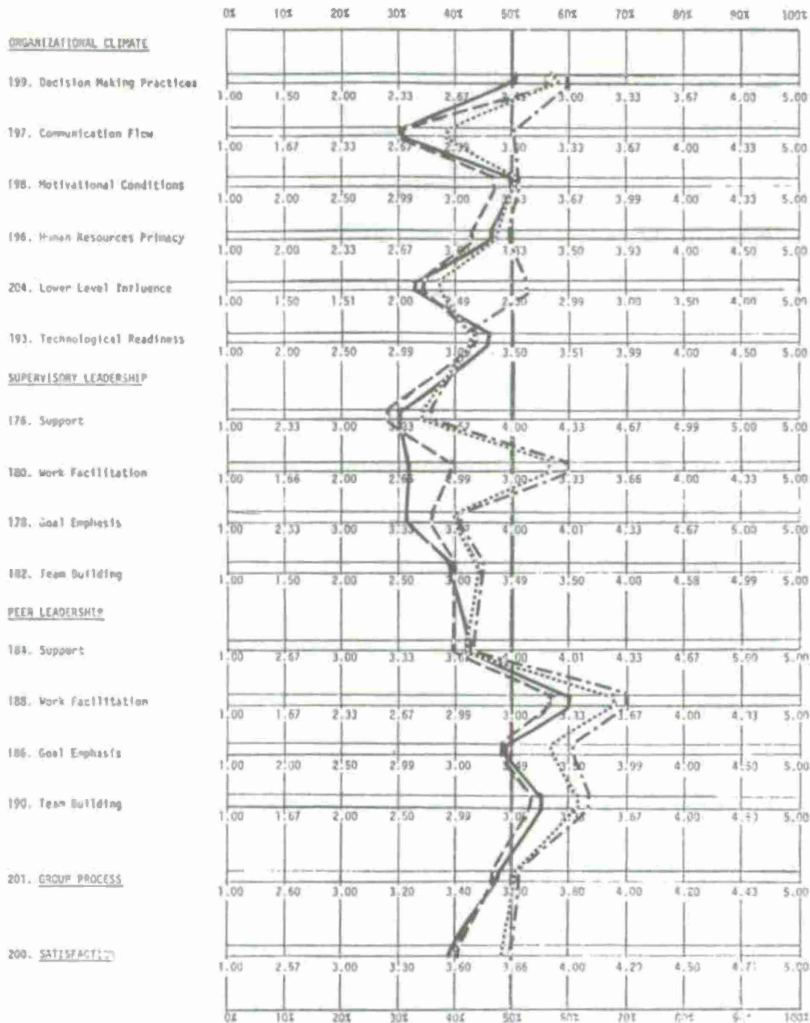 0% 10% 20% 30% 40% 50% 60% 70% 80% 90% 100%
ORGANIZATIONAL CLIMATE
199. Decision Making Practices
1.00 1.50 2.00 2.33 2.67 3.00 3.33 3.67 4.00 5.00
197. Communication Flow
1.00 1.67 2.33 2.67 3.33 3.67 4.00 5.00
198. Motivational Conditions
1.00 2.00 2.50 2.99 3.00 3.67 4.00 4.33 5.00
196. Human Resources Primacy
1.00 2.00 2.33 2.67 3.50 3.93 4.00 4.50 5.00
204. Lower Level Influence
1.00 1.50 1.51 2.00 2.49 2.99 3.00 3.50 4.00 5.00
193. Technological Readiness
1.00 2.00 2.50 2.99 3.50 3.51 3.99 4.00 4.50 5.00
SUPERVISORY LEADERSHIP
176. Support
1.00 2.33 3.00 4.00 4.33 4.67 4.99 5.00 5.00
180. Work Facilitation
1.00 1.66 2.00 2.99 3.00 3.33 3.66 4.00 4.33 5.00
178. Goal Emphasis
1.00 2.33 3.00 3.33 4.00 4.01 4.33 4.67 5.00 5.00
182. Team Building
1.00 1.50 2.00 2.50 3.00 3.49 3.50 4.00 4.58 4.99 5.00
PEER LEADERSHIP
184. Support
1.00 2.67 3.00 3.33 4.00 4.01 4.33 4.67 5.00 5.00
188. Work Facilitation
1.00 1.67 2.33 2.67 2.99 3.00 3.33 3.67 4.00 4.33 5.00
186. Goal Emphasis
1.00 2.00 2.50 2.99 3.00 3.49 3.99 4.00 4.50 5.00
190. Team Building
1.00 1.67 2.00 2.50 2.99 3.00 3.67 4.00 4.50 5.00
201. GROUP PROCESS
1.00 2.60 3.00 3.20 3.40 3.80 4.00 4.20 4.43 5.00
200. SATISFACTION
1.00 2.57 3.00 3.30 3.60 3.86 4.00 4.27 4.50 5.00
0% 10% 20% 30% 40% 50% 60% 70% 80% 100%